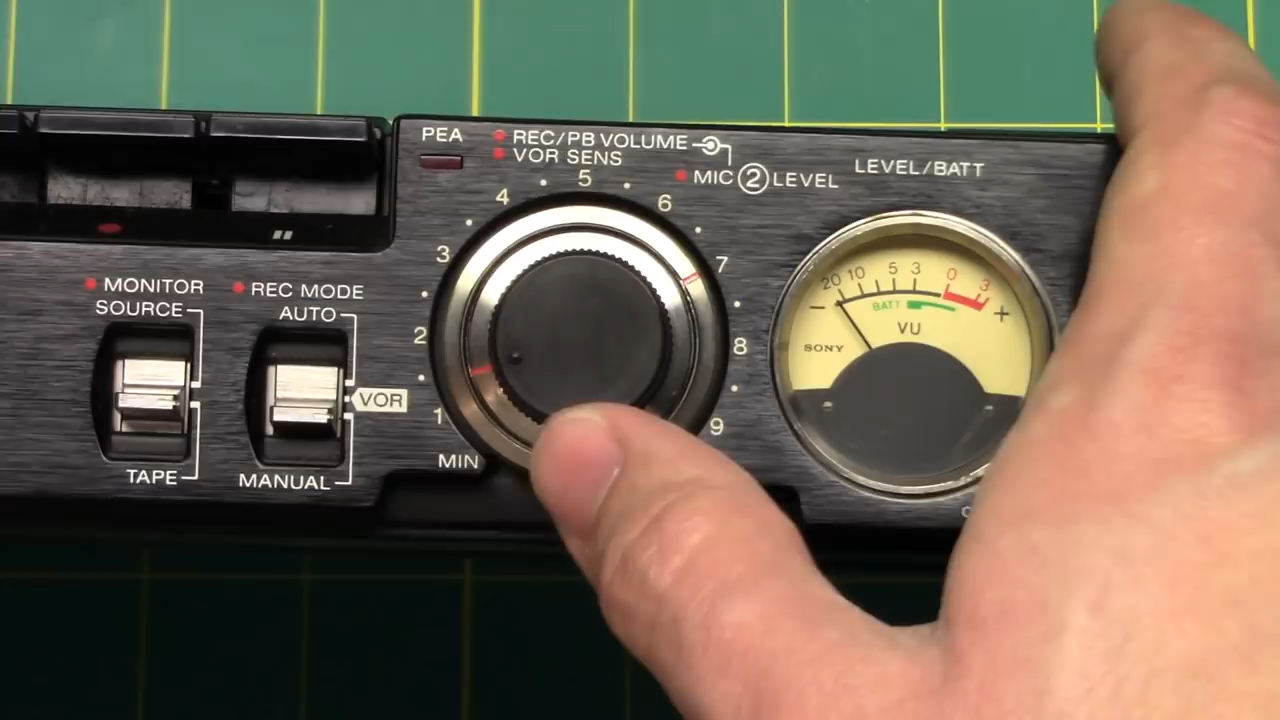 PEA
REC/PB VOLUME
VOR SENS
MIC 2 LEVEL
LEVEL/BATT
4 5 6
3 7
2 8
1 9
MIN
MONITOR
SOURCE
TAPE
REC MODE
AUTO
VOR
MANUAL
20 10 5 3 0 3
- +
BATT
VU
SONY